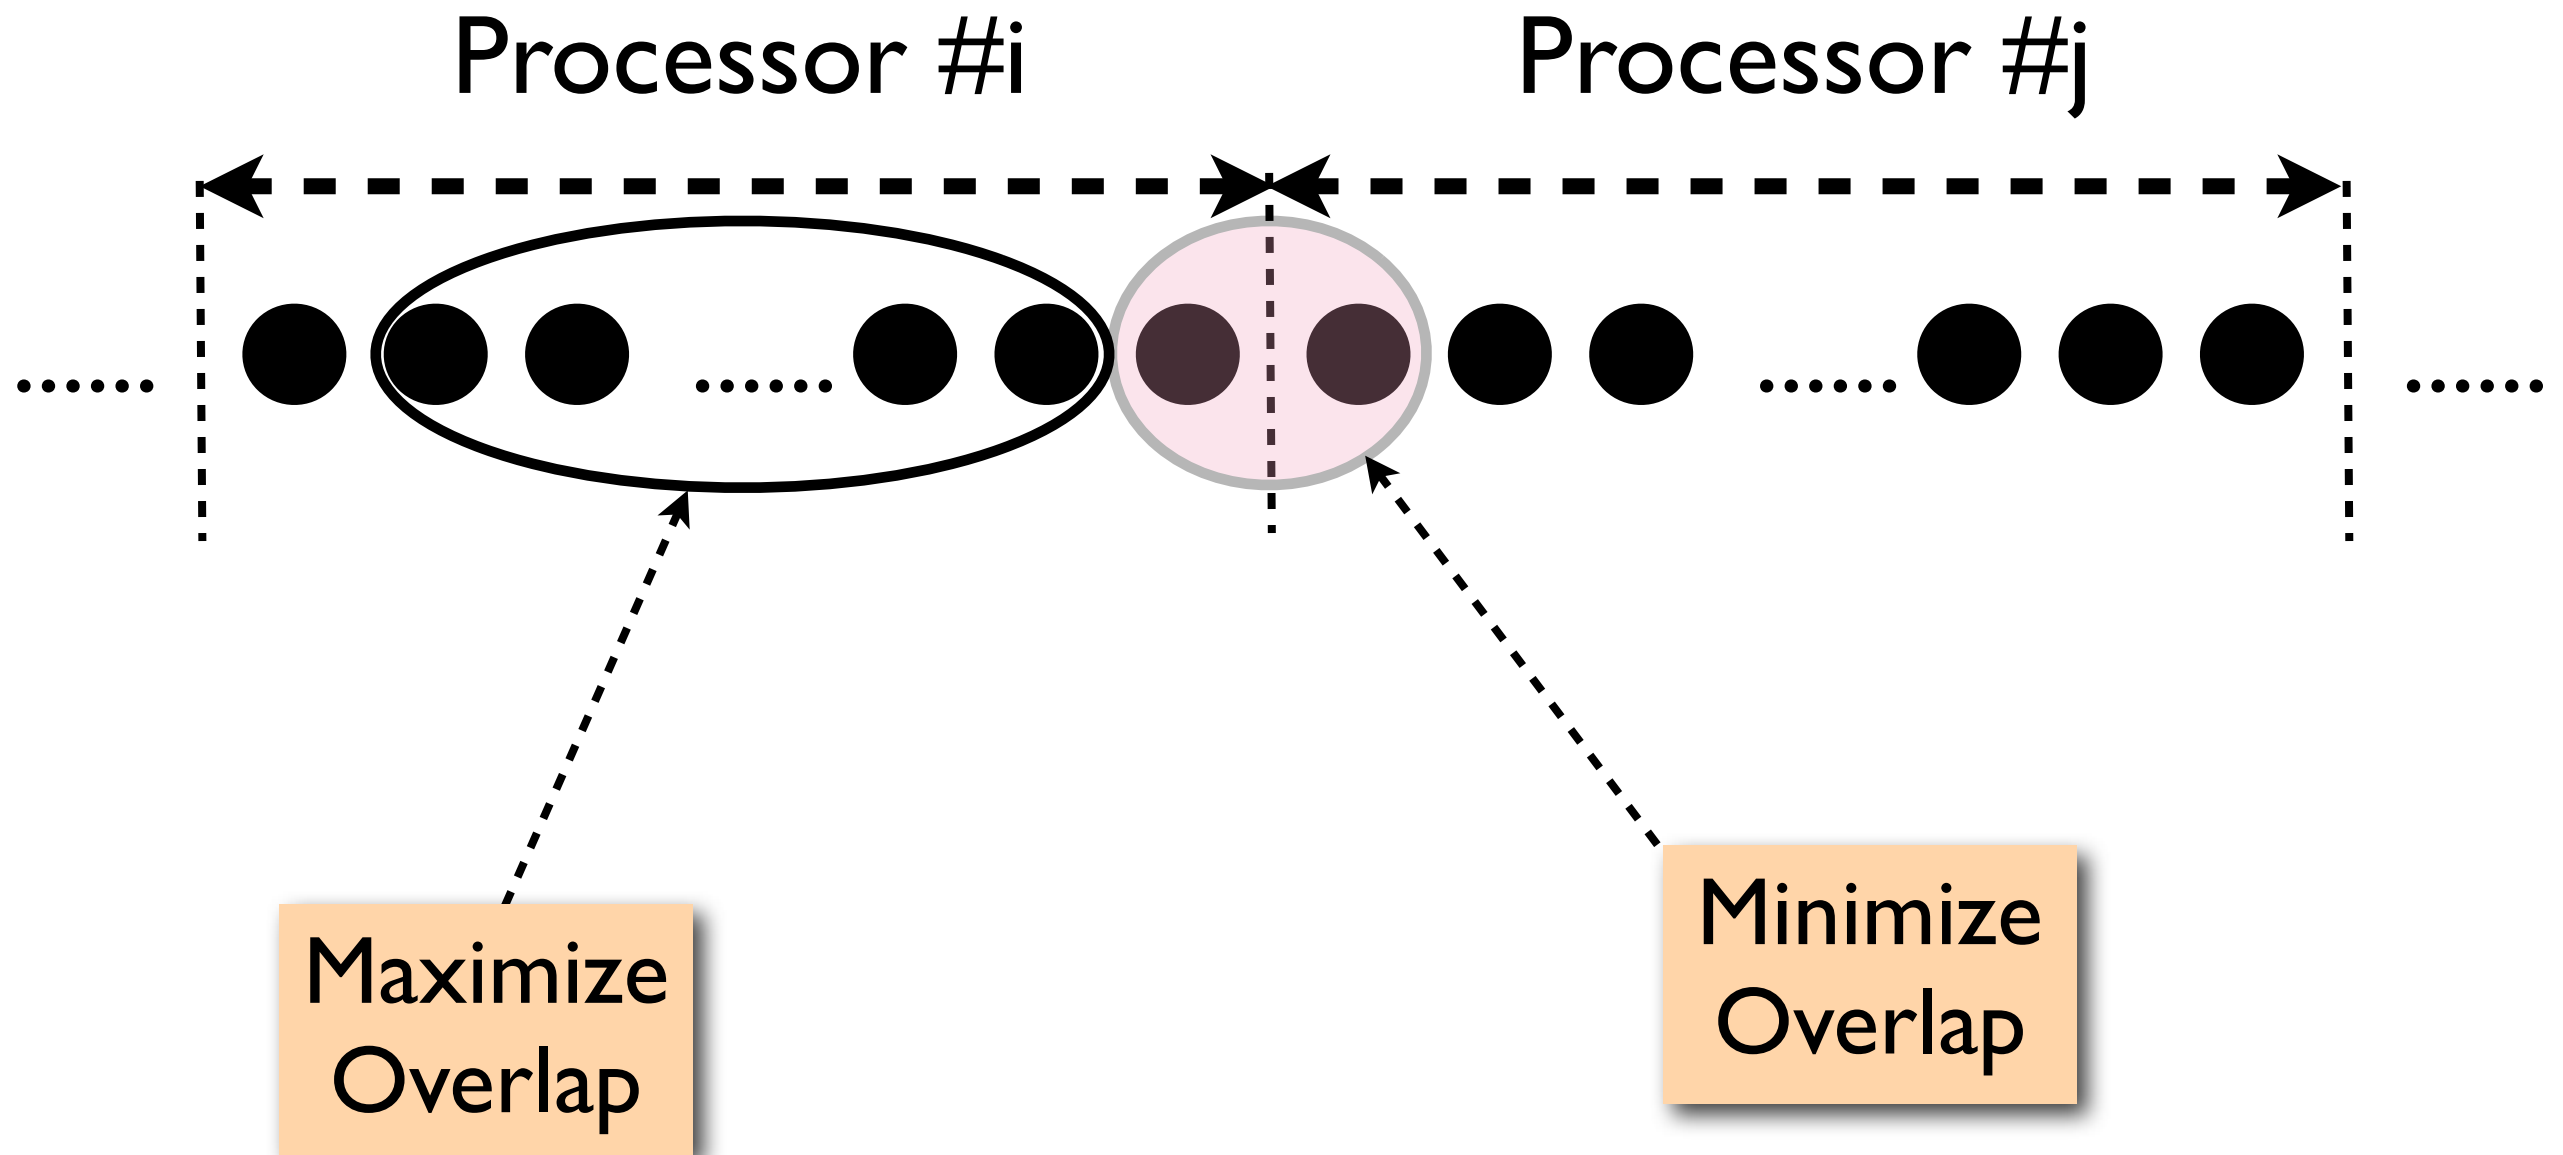 Processor #i
Processor #j
...... ...... ...... ......
Maximize
Overlap
Minimize
Overlap